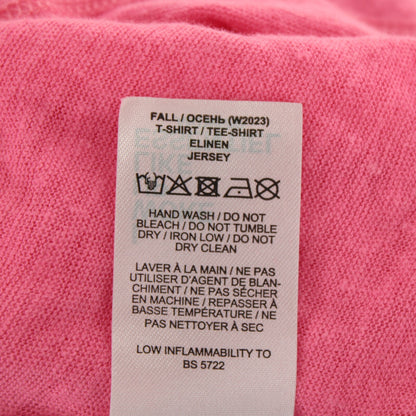 FALL / ОСЕНЬ (W2023)
T-SHIRT / TEE-SHIRT
ELINEN
JERSEY
HAND WASH / DO NOT
BLEACH / DO NOT TUMBLE
DRY / IRON LOW / DO NOT
DRY CLEAN
LAVER À LA MAIN / NE PAS
UTILISER D'AGENT DE BLAN-
CHIMENT / NE PAS SÉCHER
EN MACHINE / REPASSER À
BASSE TEMPÉRATURE / NE
PAS NETTOYER À SEC
LOW INFLAMMABILITY TO
BS 5722